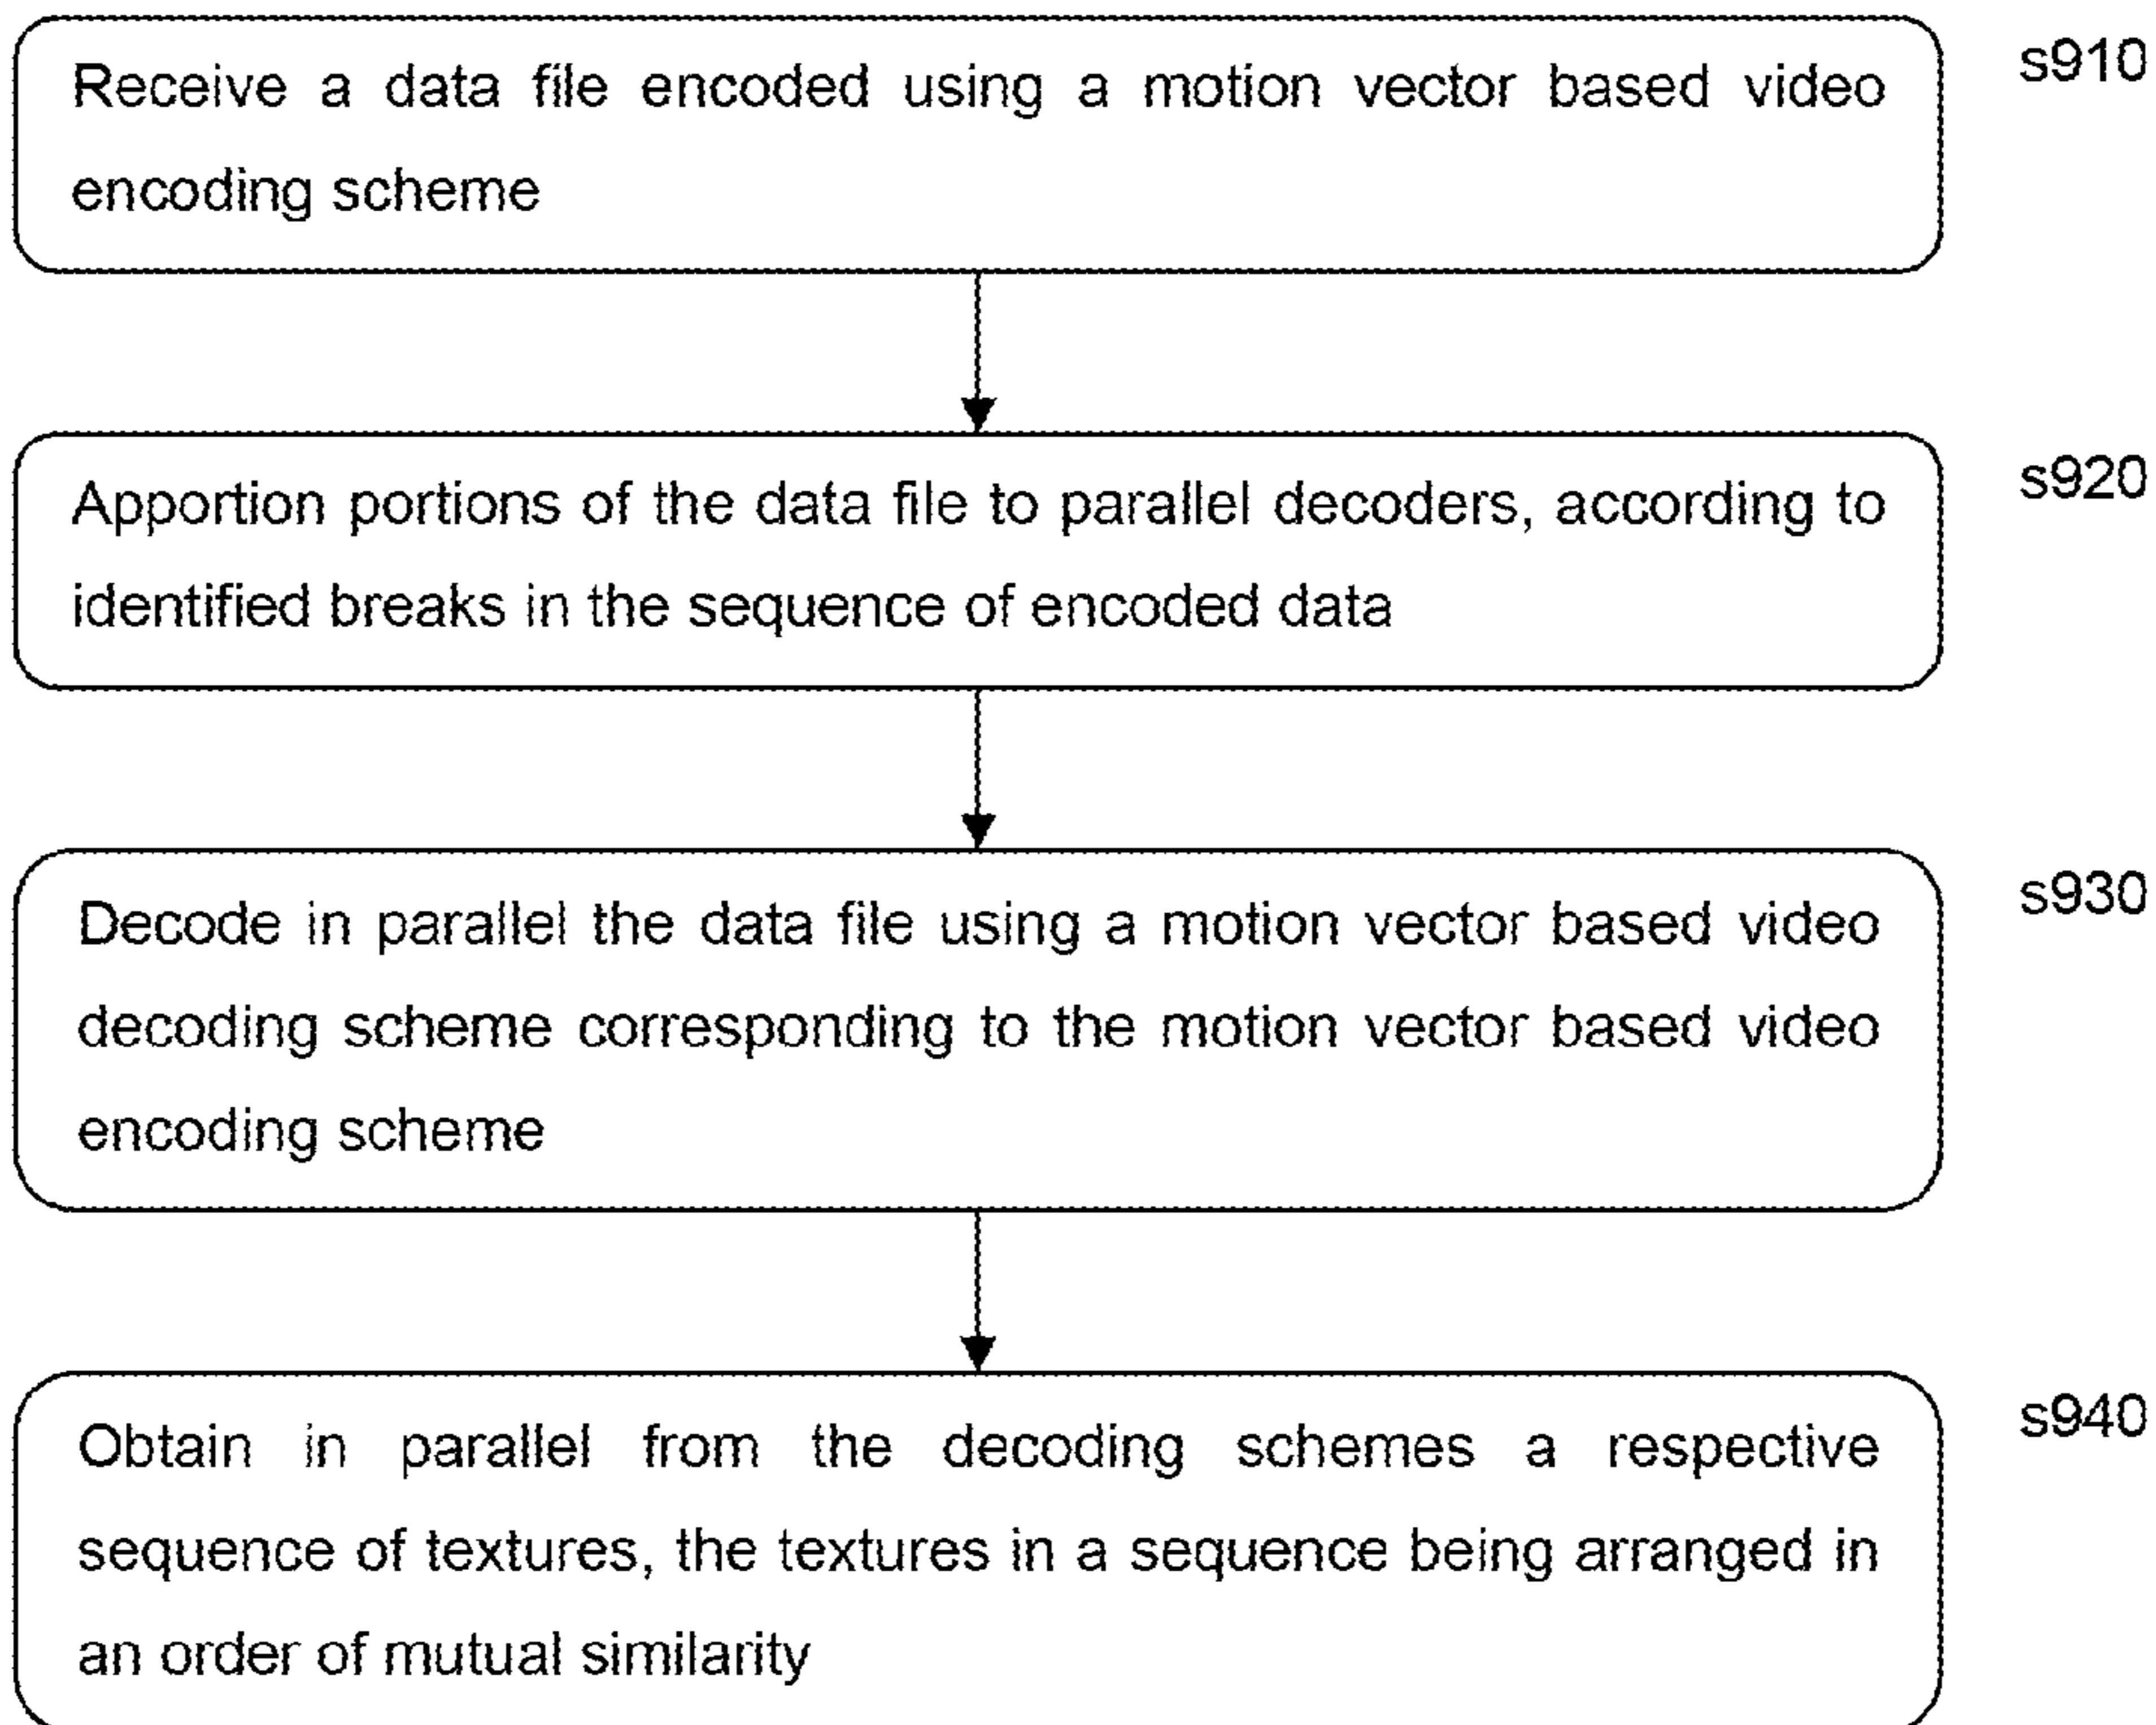 Receive a data file encoded using a motion vector based video
encoding scheme
s910
Apportion portions of the data file to parallel decoders, according to
identified breaks in the sequence of encoded data
s920
Decode in parallel the data file using a motion vector based video
decoding scheme corresponding to the motion vector based video
encoding scheme
s930
Obtain in parallel from the decoding schemes a respective
sequence of textures, the textures in a sequence being arranged in
an order of mutual similarity
s940